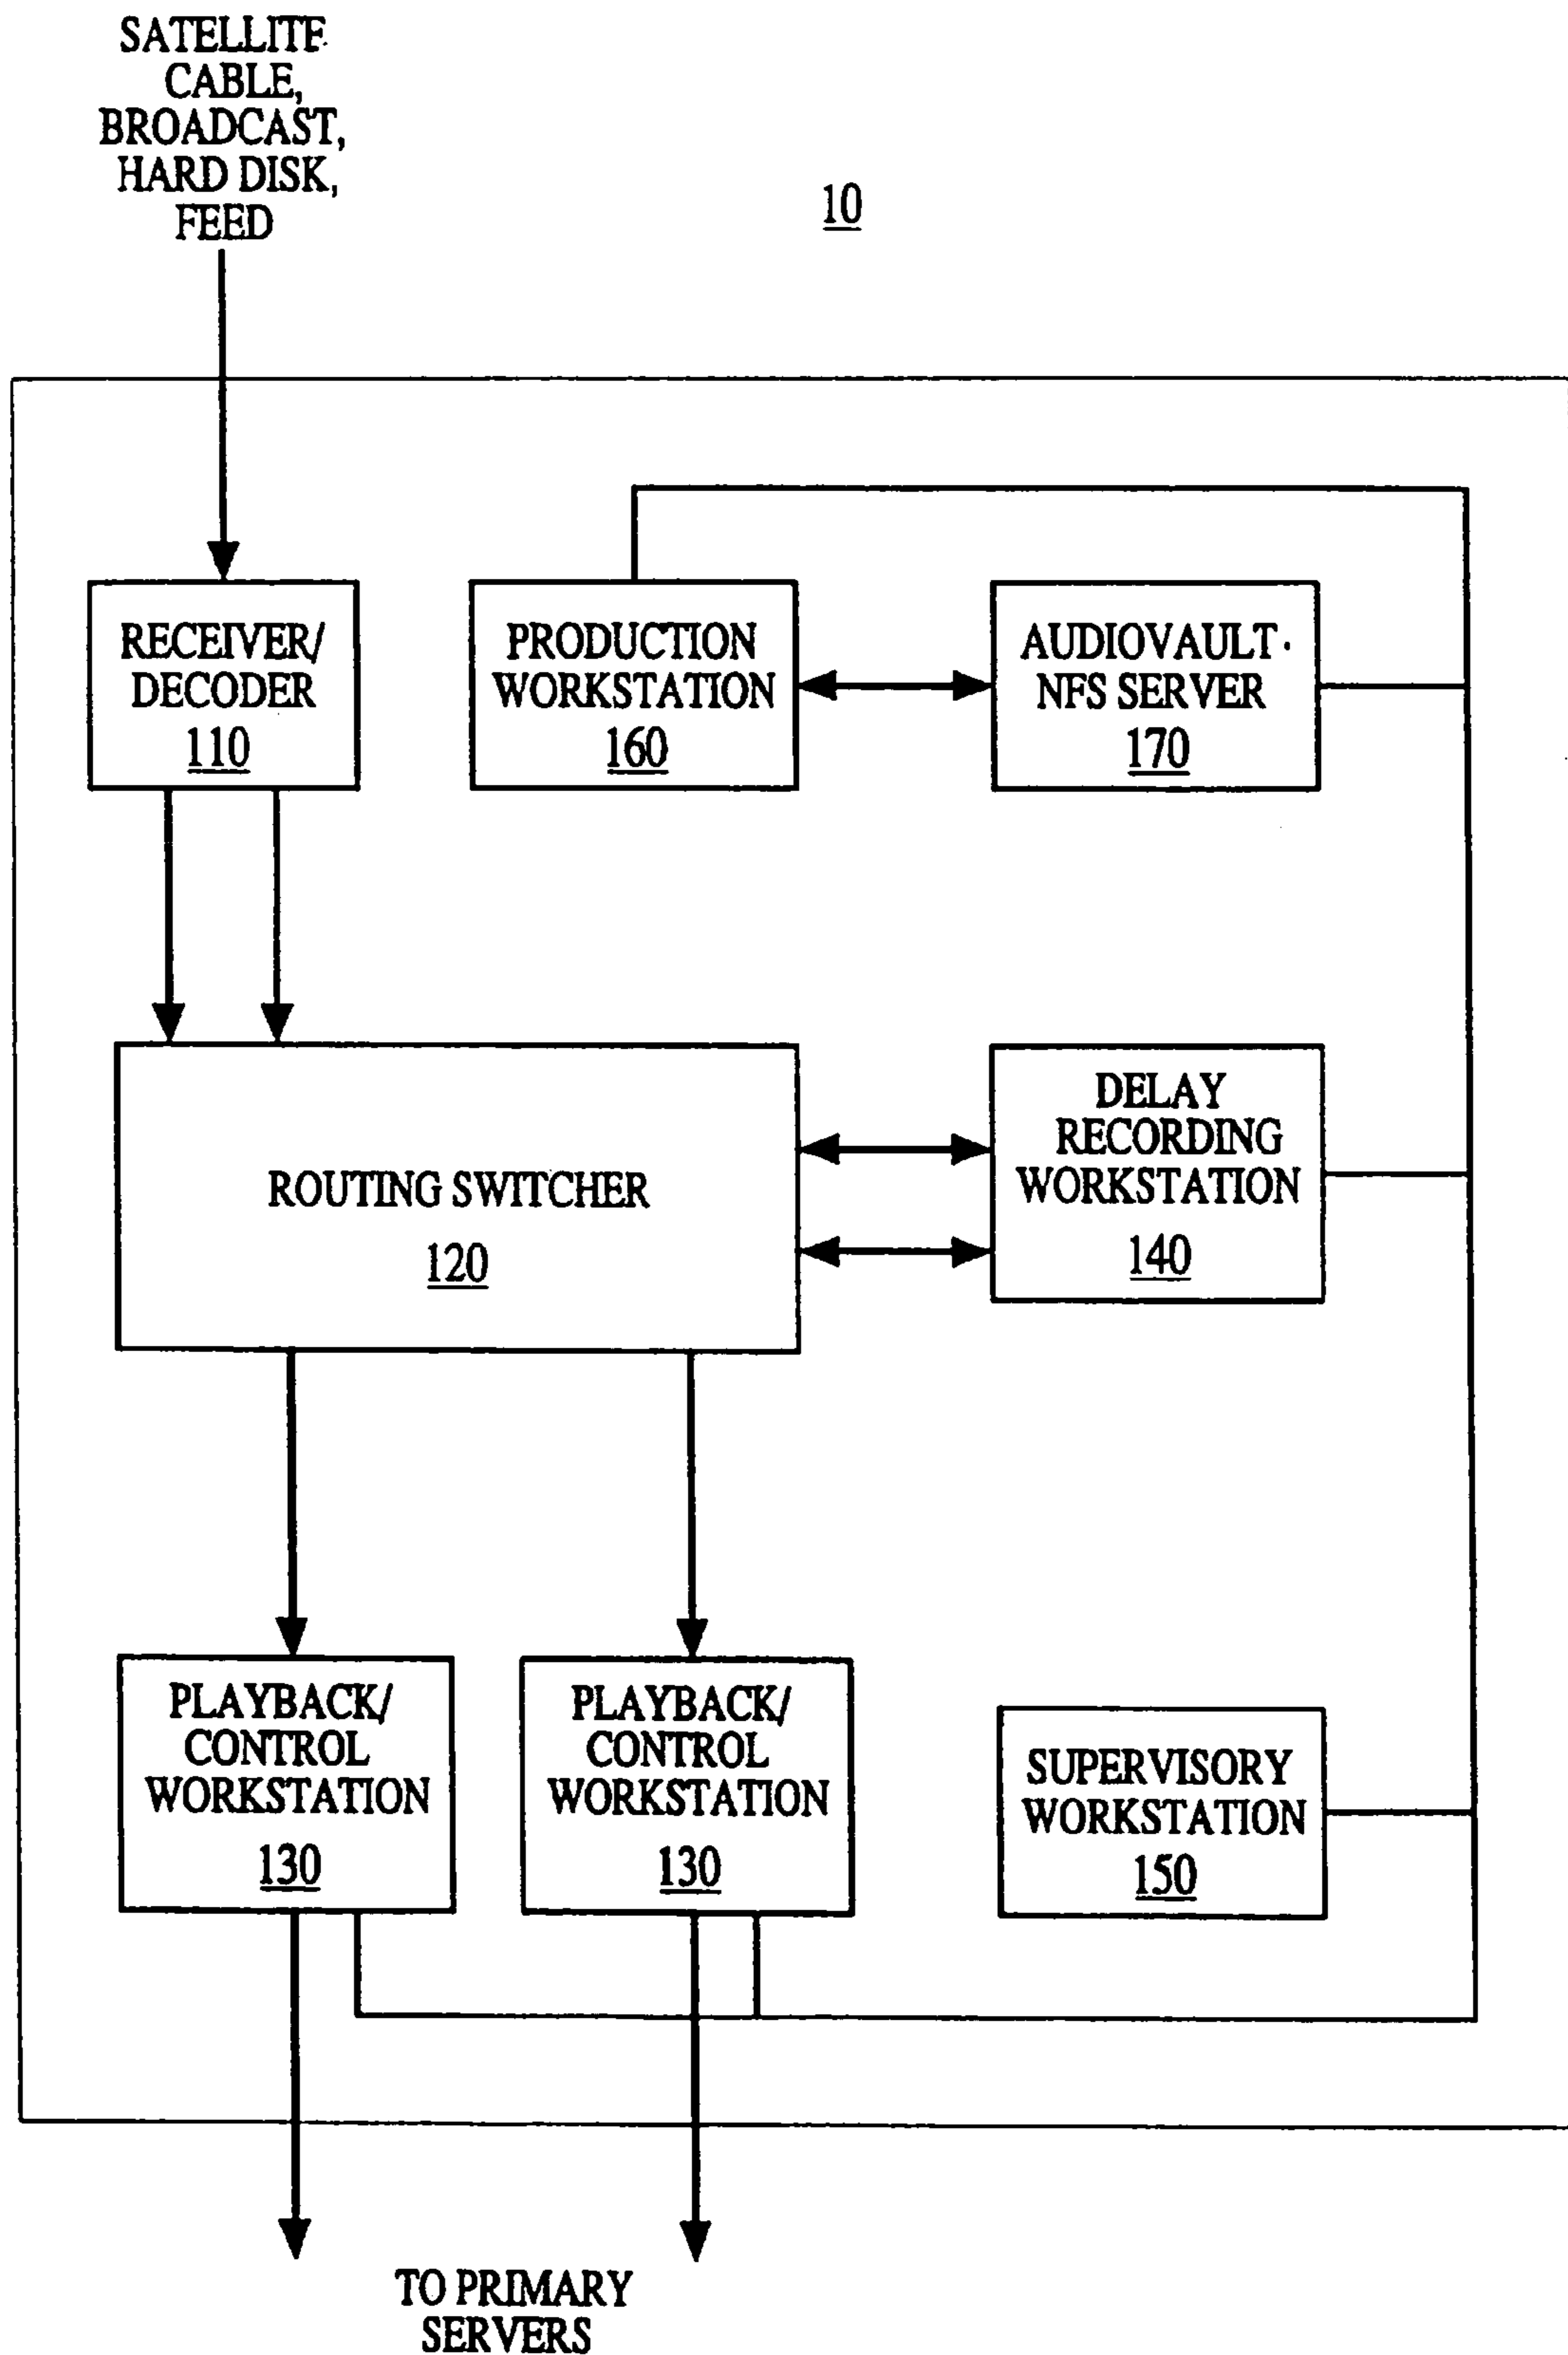 SATELLITE
CABLE,
BROADCAST,
HARD DISK,
FEED
10
RECEIVER/
DECODER
110
PRODUCTION
WORKSTATION
160
AUDIOVAULT·
NFS SERVER
170
ROUTING SWITCHER
120
DELAY
RECORDING
WORKSTATION
140
PLAYBACK/
CONTROL
WORKSTATION
130
PLAYBACK/
CONTROL
WORKSTATION
130
SUPERVISORY
WORKSTATION
150
TO PRIMARY
SERVERS